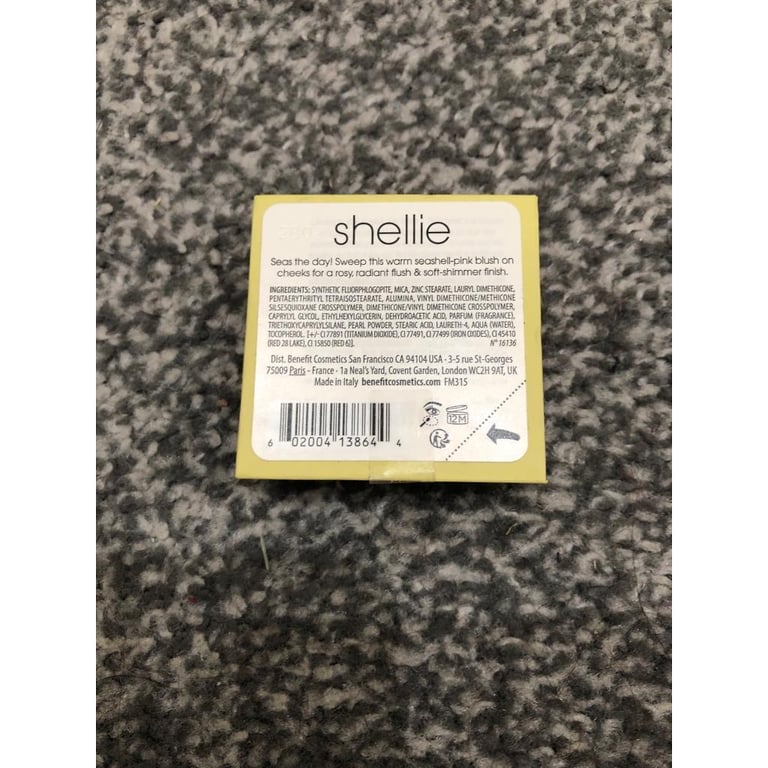 shellie
Seas the day! Sweep this warm seashell-pink blush on
cheeks for a rosy, radiant flush & soft-shimmer finish.
INGREDIENTS: SYNTHETIC FLUORPHLOGOPITE, MICA, ZINC STEARATE, LAURYL DIMETHICONE,
PENTAERYTHRITYL TETRAISOSTEARATE, ALUMINA, VINYL DIMETHICONE/METHICONE
SILSESQUIOXANE CROSSPOLYMER, DIMETHICONE/VINYL DIMETHICONE CROSSPOLYMER,
CAPRYLYL GLYCOL, ETHYLHEXYLGLYCERIN, DEHYDROACETIC ACID, PARFUM (FRAGRANCE),
TRIETHOXYCAPRYLYLSILANE, PEARL POWDER, STEARIC ACID, LAURETH-4, AQUA (WATER),
TOCOPHEROL. [+/- CI 77891 (TITANIUM DIOXIDE), CI 77491, CI 77499 (IRON OXIDES), CI 45410
(RED 28 LAKE), CI 15850 (RED 6)]. N° 16136
Dist. Benefit Cosmetics San Francisco CA 94104 USA - 3-5 rue St-Georges
75009 Paris - France - 1a Neal's Yard, Covent Garden, London WC2H 9AT, UK
Made in Italy benefitcosmetics.com FM315
12M
6 02004 13864 4